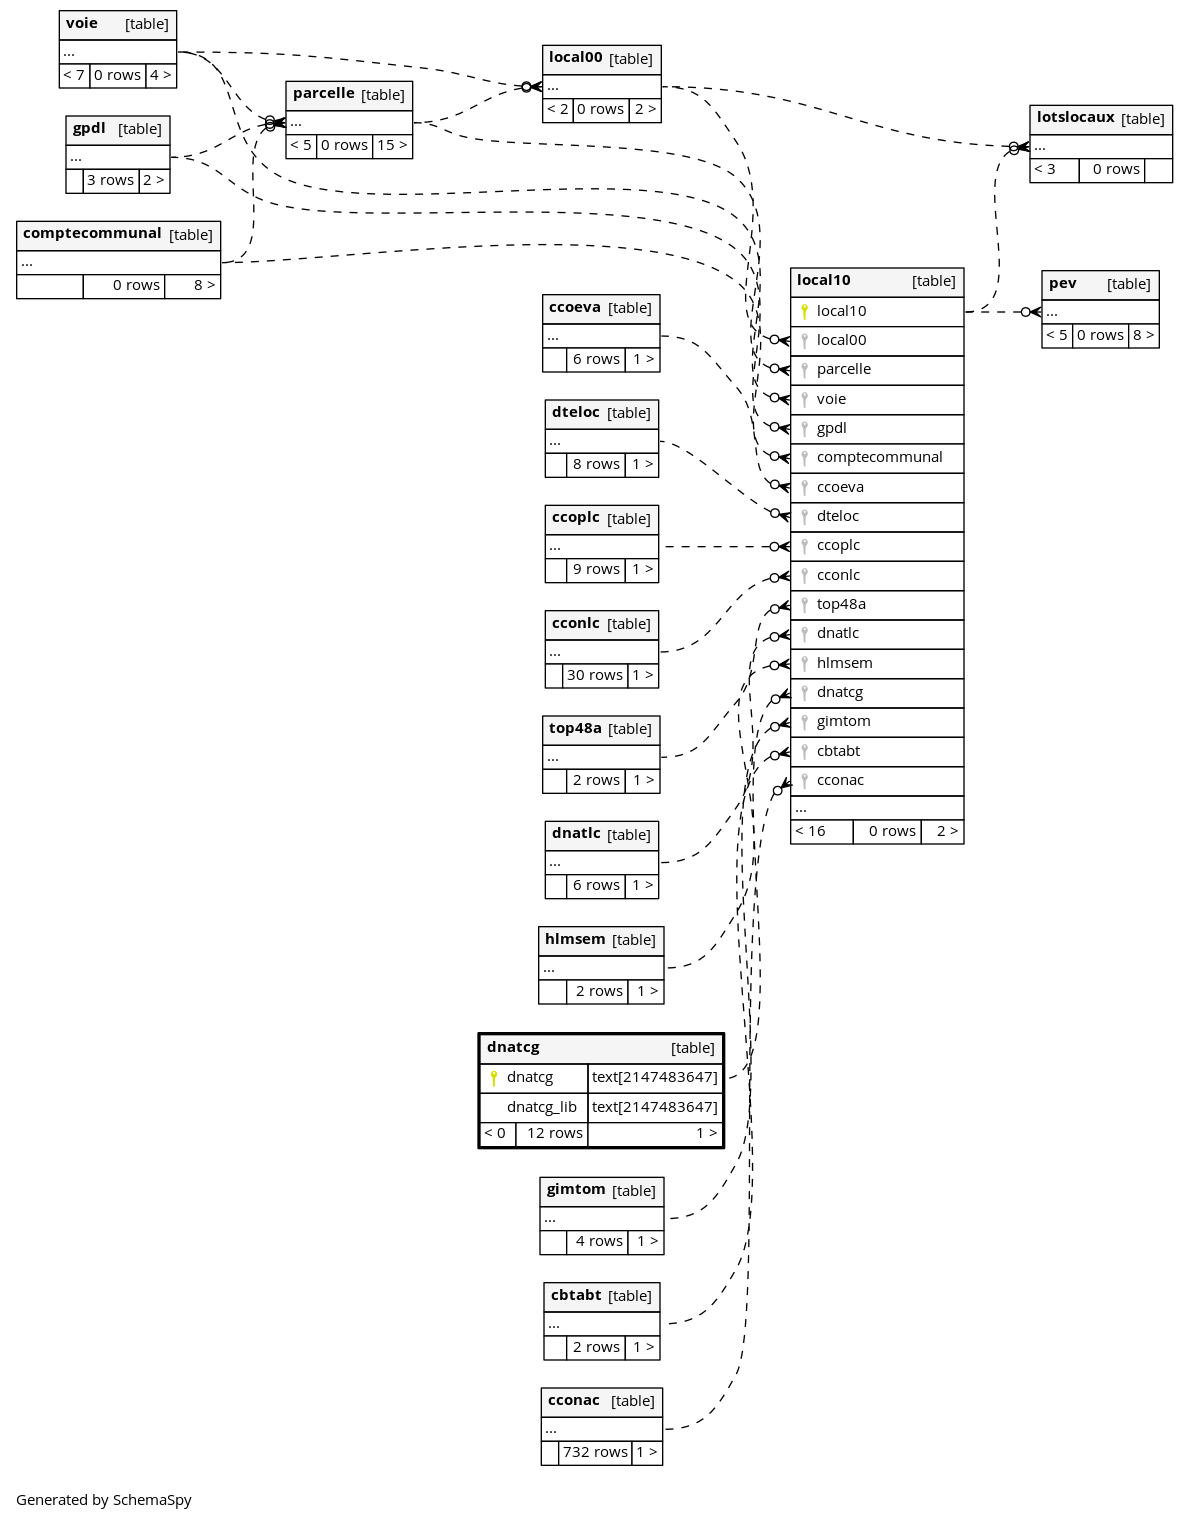 voie [table]
...
< 7 0 rows 4 >
gpdl [table]
...
3 rows 2 >
comptecommunal [table]
...
0 rows 8 >
parcelle [table]
...
< 5 0 rows 15 >
local00 [table]
...
< 2 0 rows 2 >
lotslocaux [table]
...
< 3 0 rows
pev [table]
...
< 5 0 rows 8 >
local10 [table]
local10
local00
parcelle
voie
gpdl
comptecommunal
ccoeva
dteloc
ccoplc
cconlc
top48a
dnatlc
hlmsem
dnatcg
gimtom
cbtabt
cconac
...
< 16 0 rows 2 >
ccoeva [table]
...
6 rows 1 >
dteloc [table]
...
8 rows 1 >
ccoplc [table]
...
9 rows 1 >
cconlc [table]
...
30 rows 1 >
top48a [table]
...
2 rows 1 >
dnatlc [table]
...
6 rows 1 >
hlmsem [table]
...
2 rows 1 >
dnatcg [table]
dnatcg text[2147483647]
dnatcg_lib text[2147483647]
< 0 12 rows 1 >
gimtom [table]
...
4 rows 1 >
cbtabt [table]
...
2 rows 1 >
cconac [table]
...
732 rows 1 >
Generated by SchemaSpy